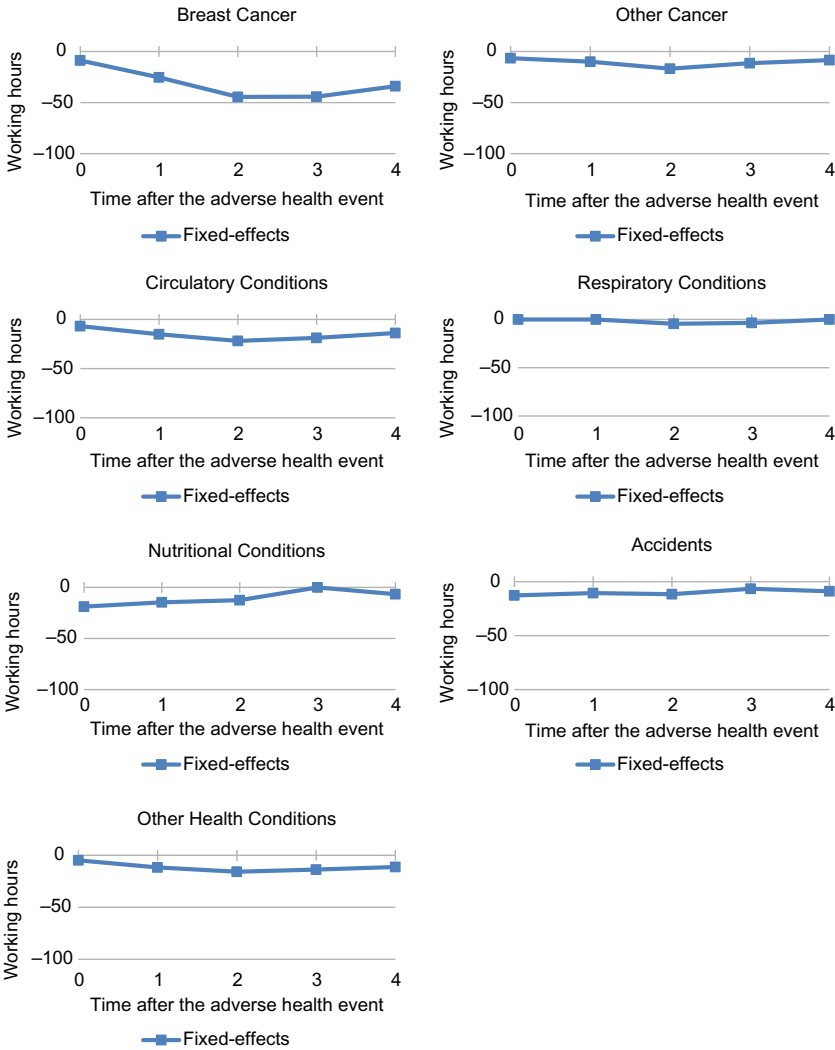 Breast Cancer
Working hours
0
–50
–100
0 1 2 3 4
Time after the adverse health event
Fixed-effects
Other Cancer
Working hours
0
–50
–100
0 1 2 3 4
Time after the adverse health event
Fixed-effects
Circulatory Conditions
Working hours
0
–50
–100
0 1 2 3 4
Time after the adverse health event
Fixed-effects
Respiratory Conditions
Working hours
0
–50
–100
0 1 2 3 4
Time after the adverse health event
Fixed-effects
Nutritional Conditions
Working hours
0
–50
–100
0 1 2 3 4
Time after the adverse health event
Fixed-effects
Accidents
Working hours
0
–50
–100
0 1 2 3 4
Time after the adverse health event
Fixed-effects
Other Health Conditions
Working hours
0
–50
–100
0 1 2 3 4
Time after the adverse health event
Fixed-effects